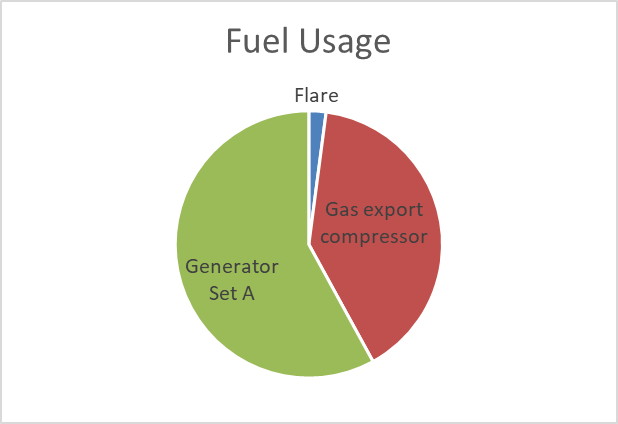 Fuel Usage
Flare
Gas export
compressor
Generator
Set A